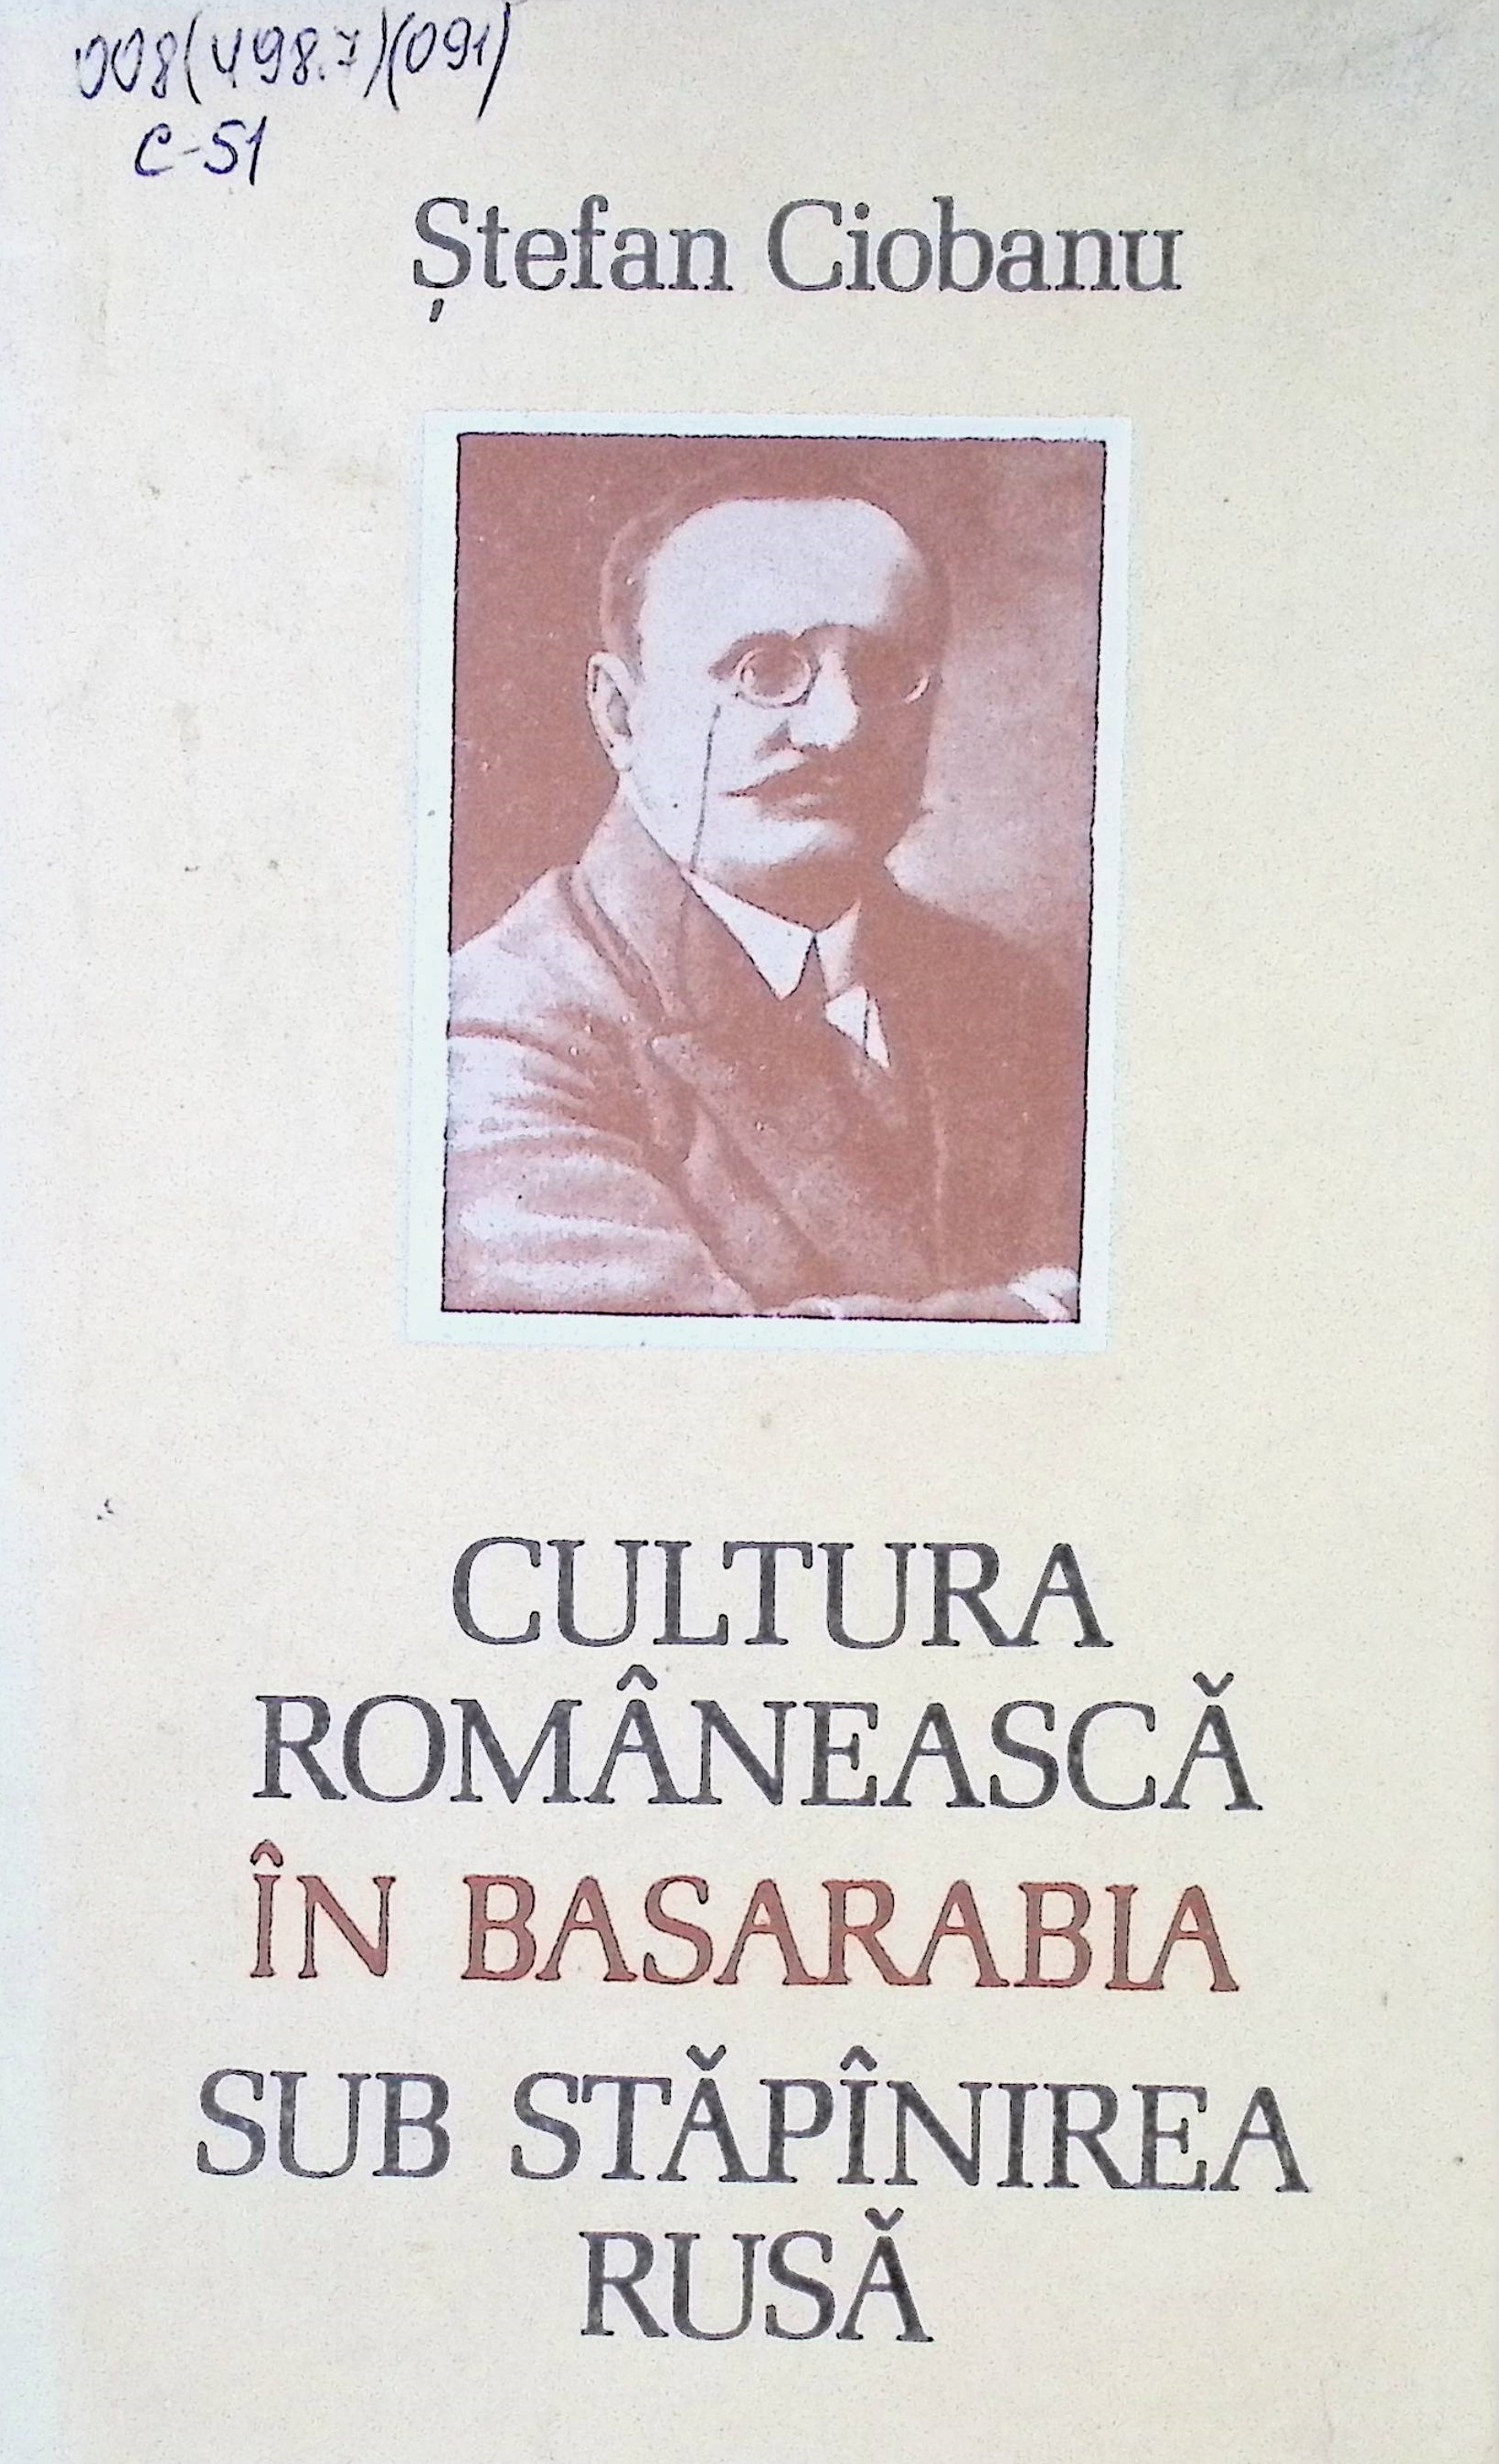 008(498.7)(091)
C-51
Ștefan Ciobanu
CULTURA
ROMÂNEASCĂ
ÎN BASARABIA
SUB STĂPÎNIREA
RUSĂ